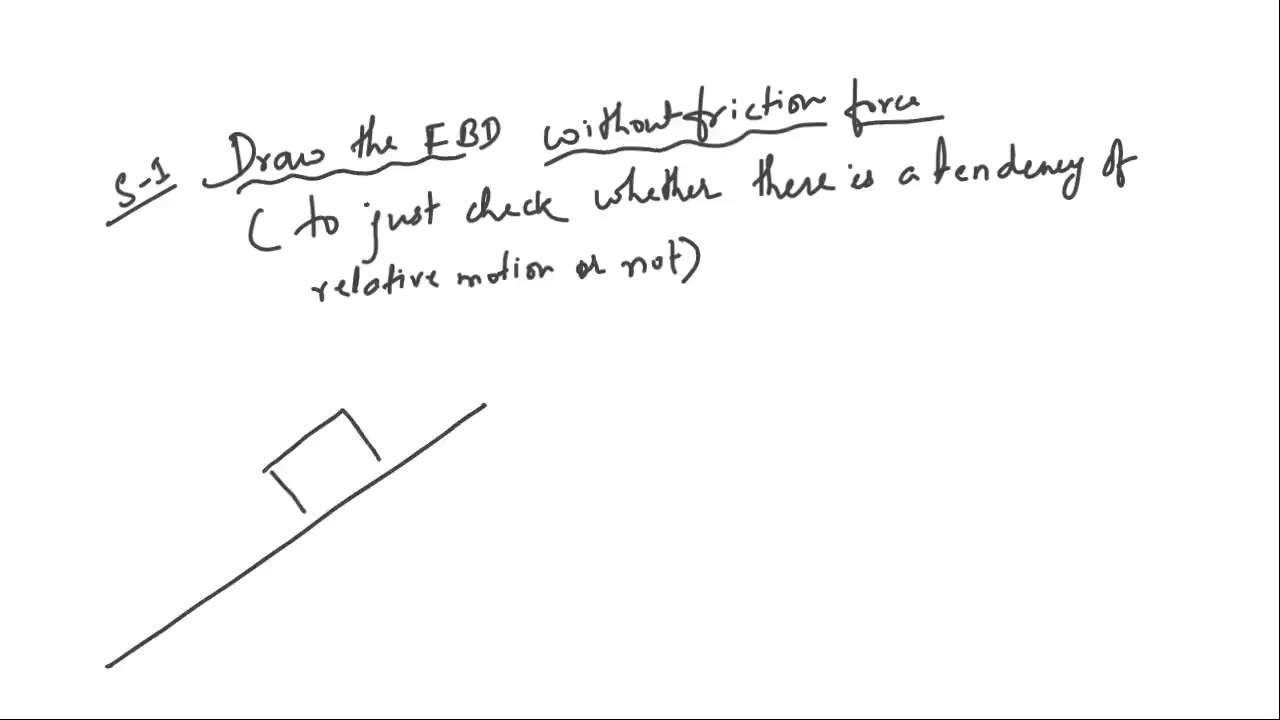 S-1 Draw the FBD without friction force
( to just check whether there is a tendency of
relative motion or not)